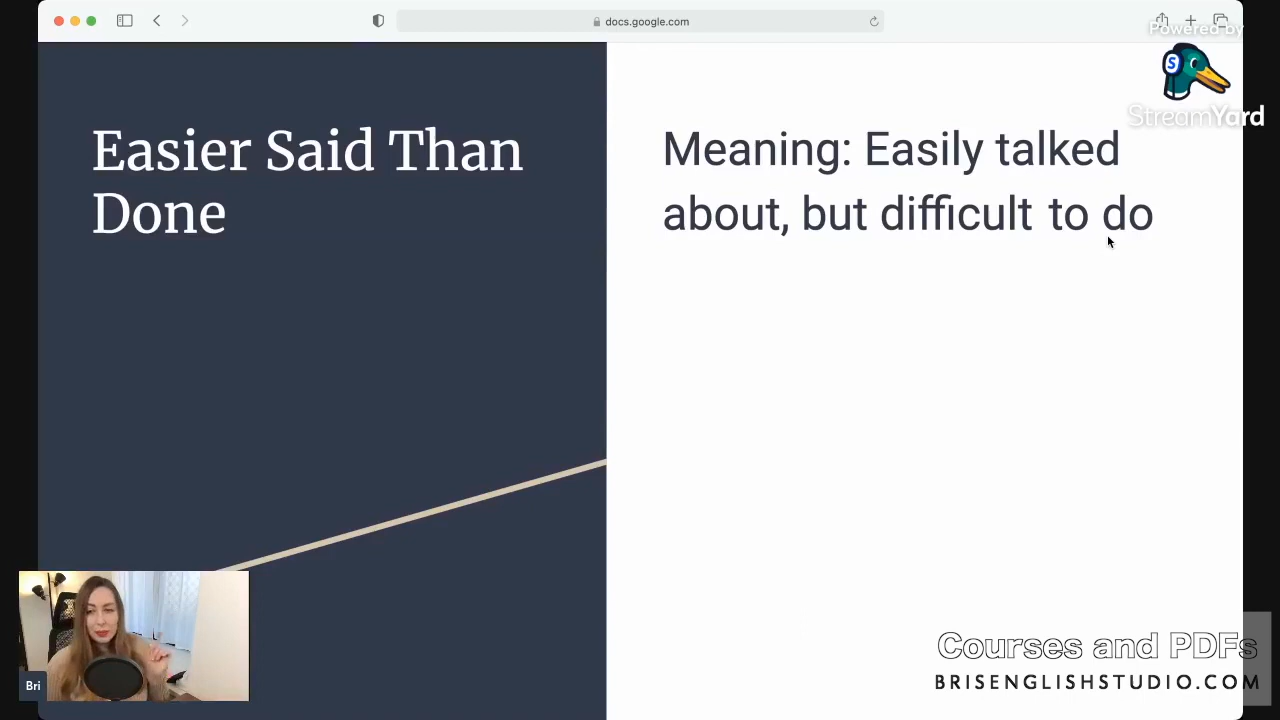 docs.google.com
Powered by
S
StreamYard
Easier Said Than
Done
Meaning: Easily talked
about, but difficult to do
Bri
Courses and PDFs
BRISENGLISHSTUDIO.COM